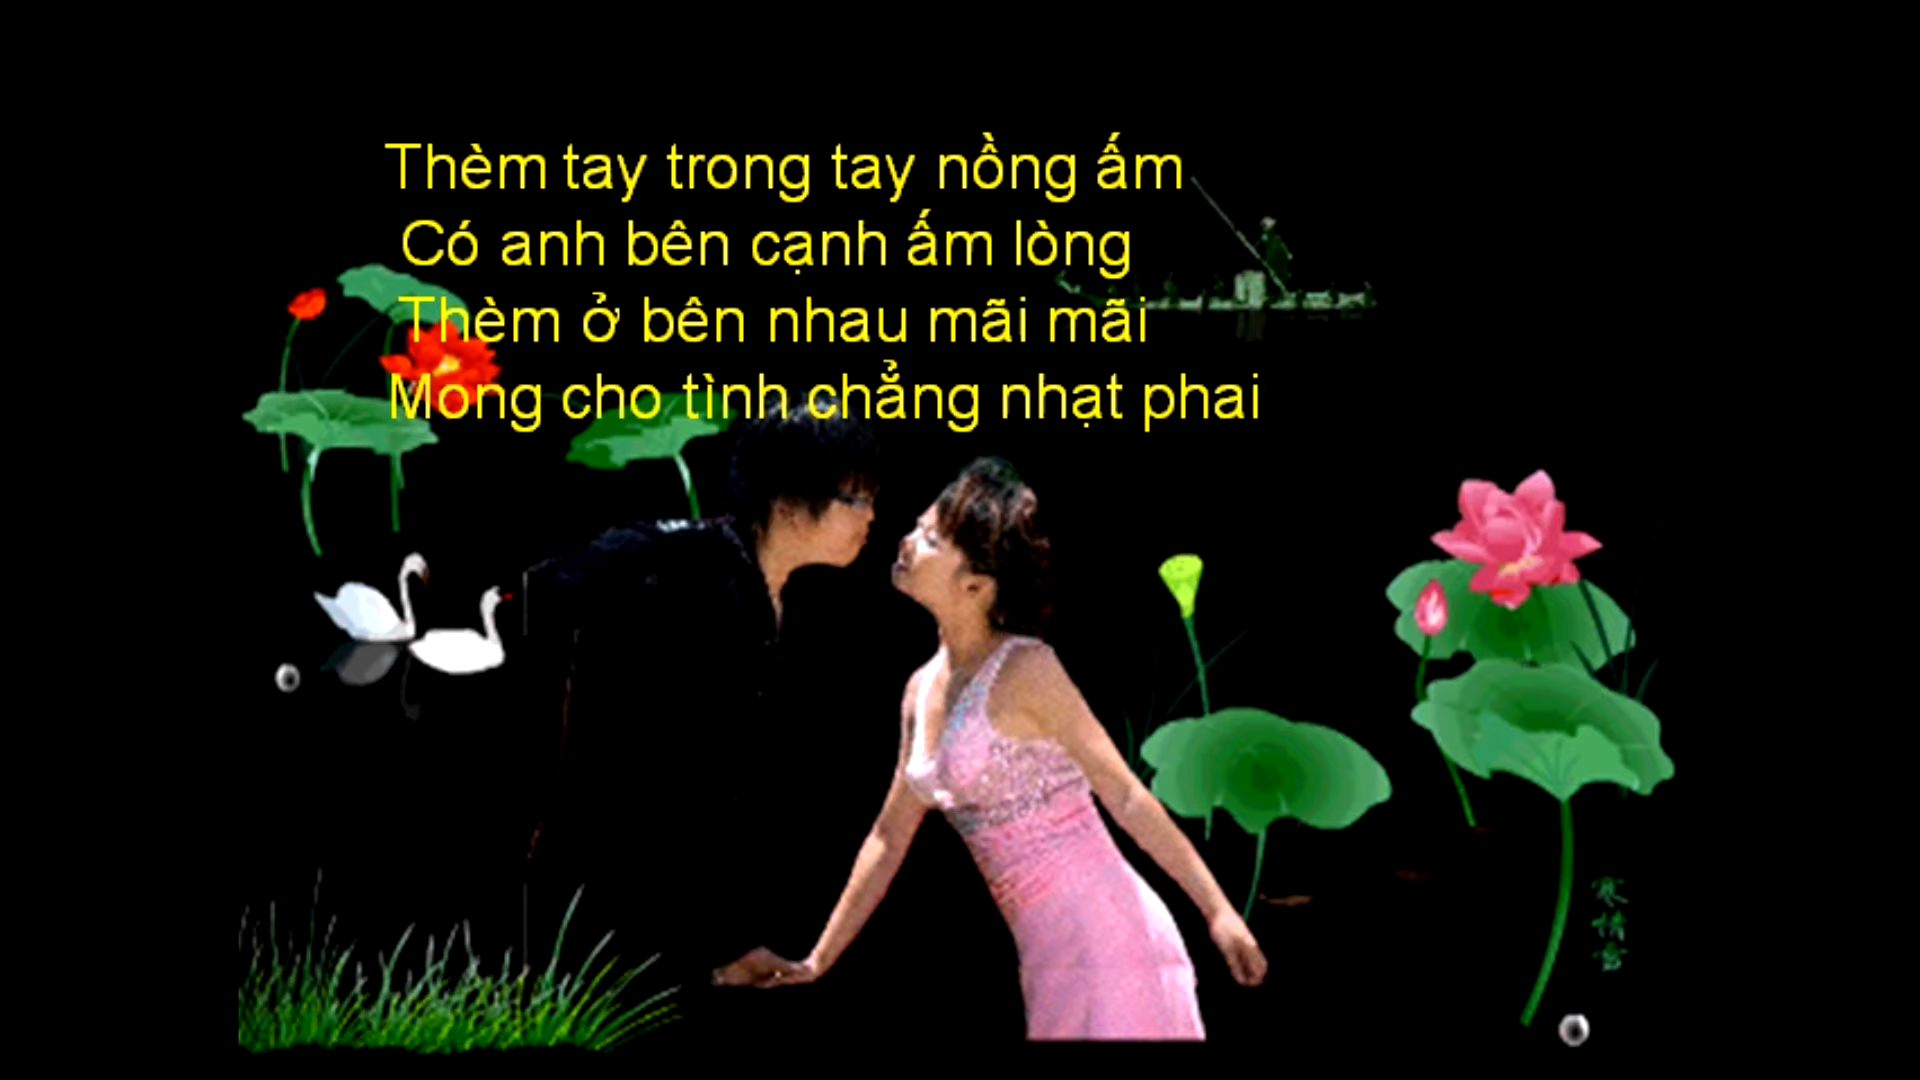 Thèm tay trong tay nồng ấm
Có anh bên cạnh ấm lòng
Thèm ở bên nhau mãi mãi
Mong cho tình chẳng nhạt phai